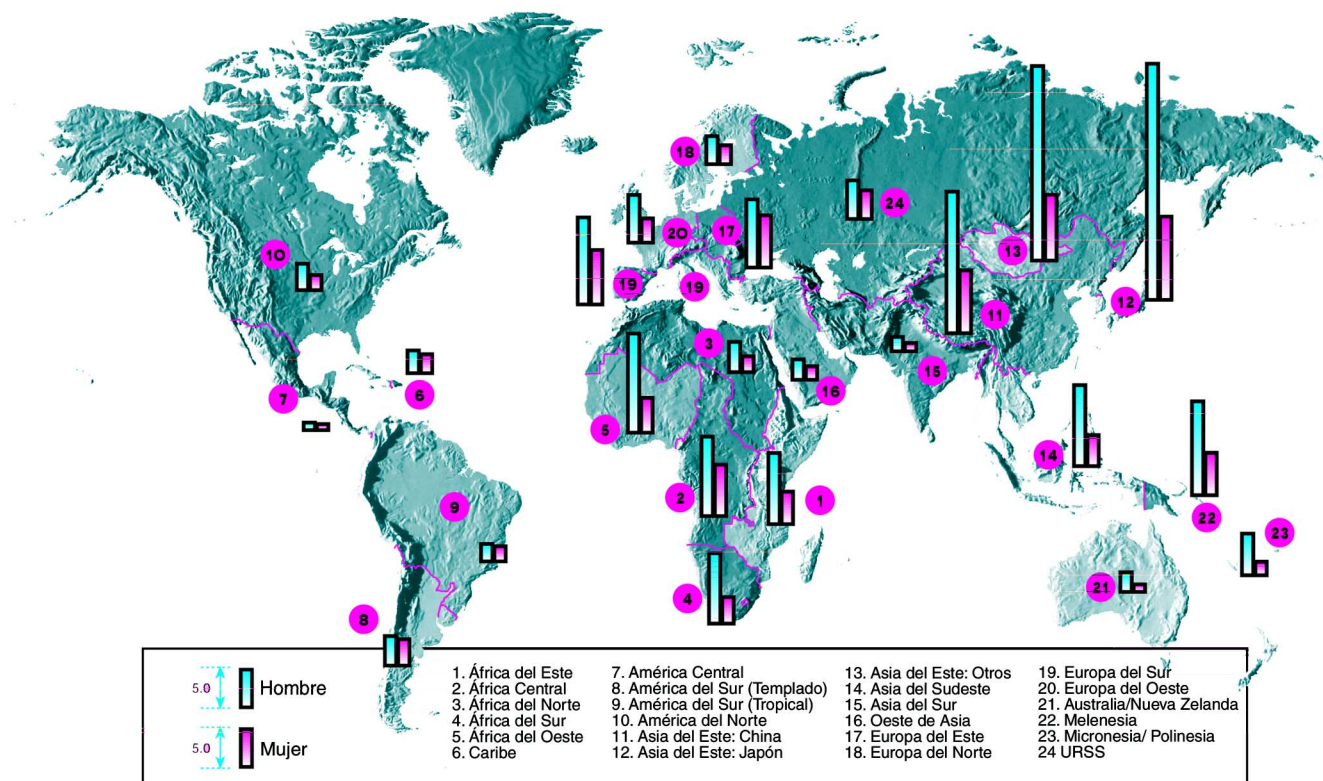 18
24
10
20
17
13
19
19
12
11
3
15
16
7
6
5
14
2
1
9
22
23
21
4
8
5.0
Hombre
5.0
Mujer
1. África del Este
2. África Central
3. África del Norte
4. África del Sur
5. África del Oeste
6. Caribe
7. América Central
8. América del Sur (Templado)
9. América del Sur (Tropical)
10. América del Norte
11. Asia del Este: China
12. Asia del Este: Japón
13. Asia del Este: Otros
14. Asia del Sudeste
15. Asia del Sur
16. Oeste de Asia
17. Europa del Este
18. Europa del Norte
19. Europa del Sur
20. Europa del Oeste
21. Australia/Nueva Zelanda
22. Melenesia
23. Micronesia/ Polinesia
24 URSS